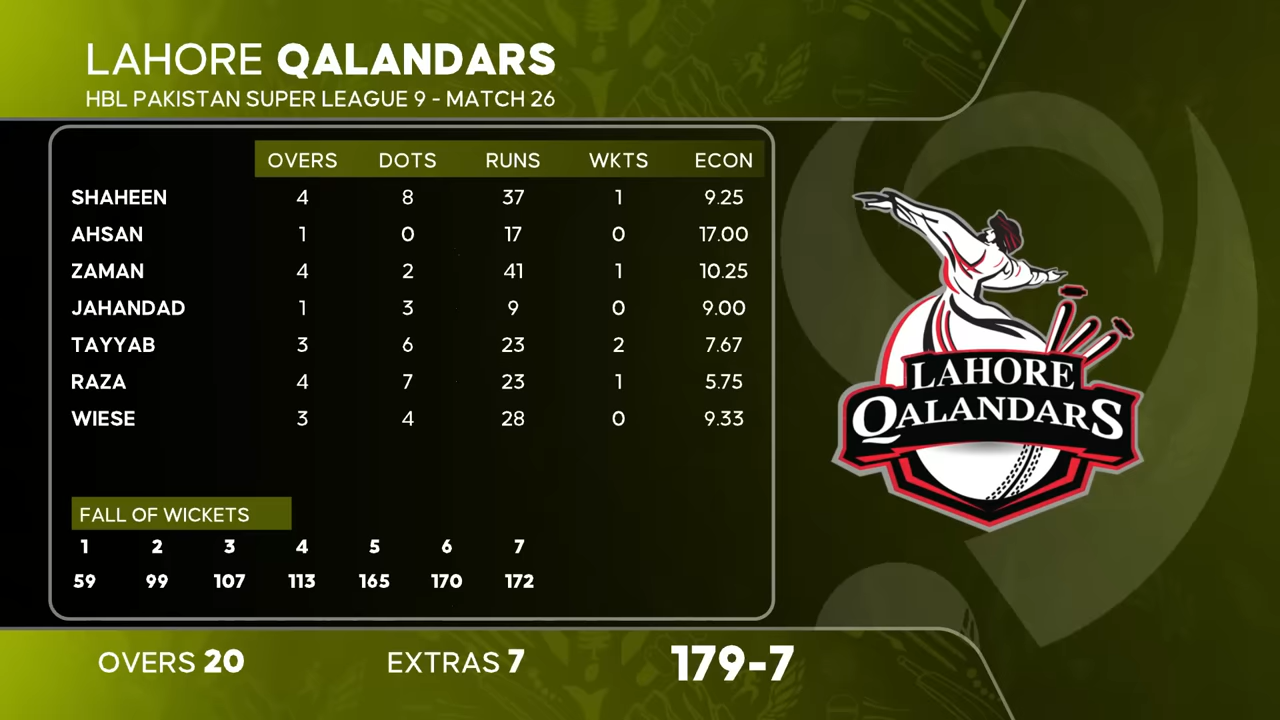 LAHORE QALANDARS
HBL PAKISTAN SUPER LEAGUE 9 - MATCH 26
OVERS DOTS RUNS WKTS ECON
SHAHEEN 4 8 37 1 9.25
AHSAN 1 0 17 0 17.00
ZAMAN 4 2 41 1 10.25
JAHANDAD 1 3 9 0 9.00
TAYYAB 3 6 23 2 7.67
RAZA 4 7 23 1 5.75
WIESE 3 4 28 0 9.33
FALL OF WICKETS
1 2 3 4 5 6 7
59 99 107 113 165 170 172
OVERS 20 EXTRAS 7 179-7
LAHORE
QALANDARS